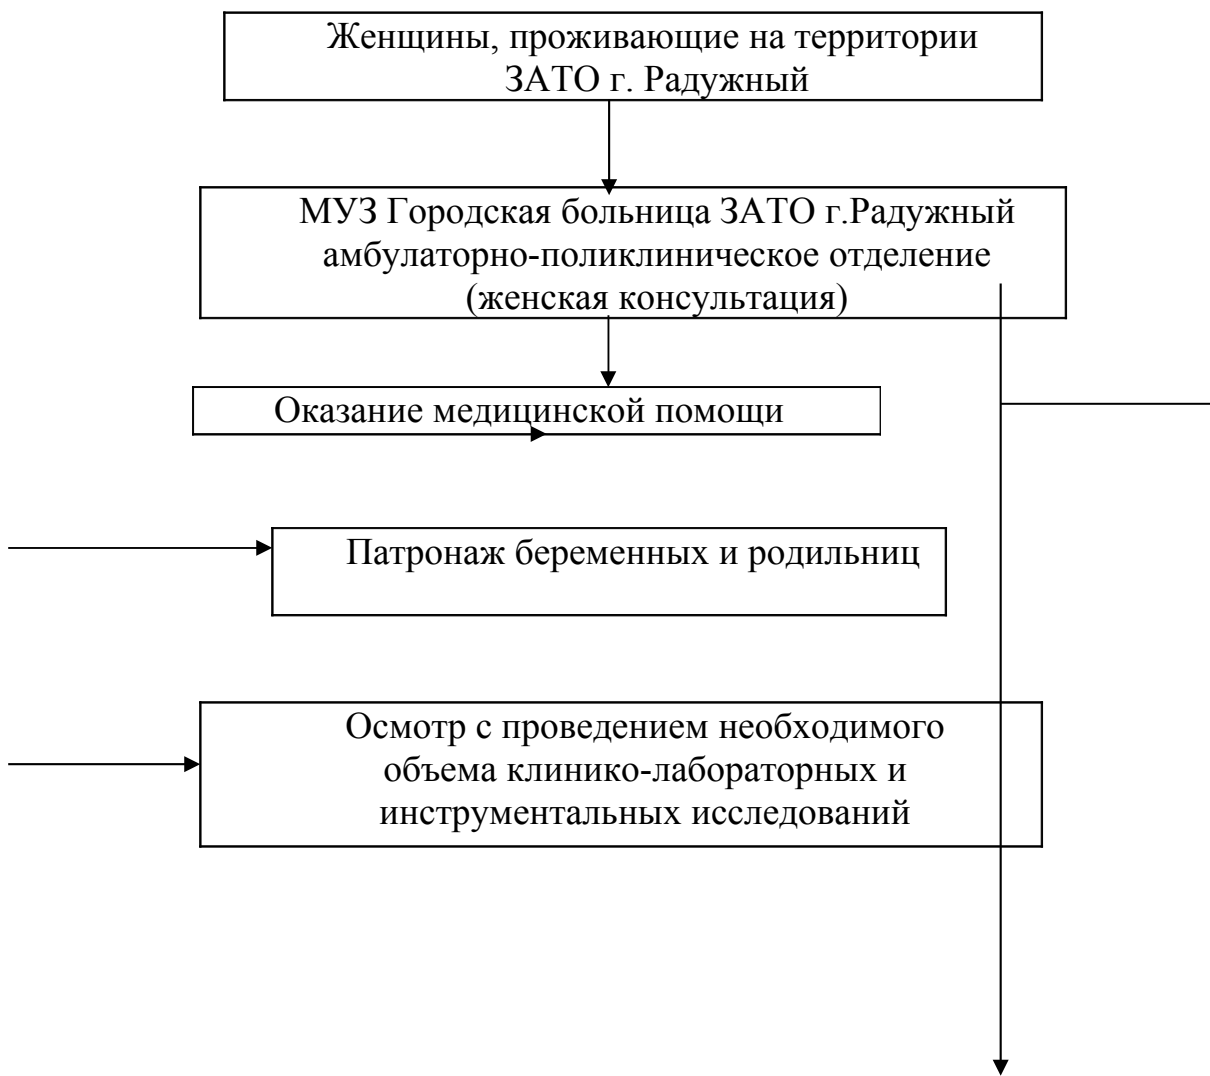 Женщины, проживающие на территории
ЗАТО г. Радужный
МУЗ Городская больница ЗАТО г.Радужный
амбулаторно-поликлиническое отделение
(женская консультация)
Оказание медицинской помощи
Патронаж беременных и родильниц
Осмотр с проведением необходимого
объема клинико-лабораторных и
инструментальных исследований